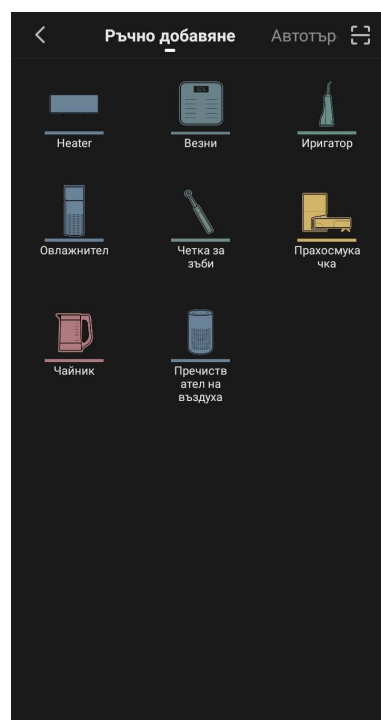 Ръчно добавяне Автотър
Heater Везни Иригатор
Овлажнител Четка за Прахосмука
зъби чка
Чайник Пречиств
ател на
въздуха